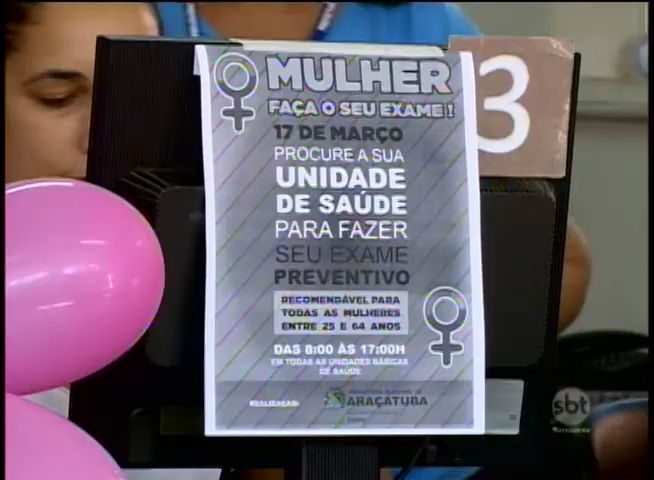 MULHER
FAÇA O SEU EXAME!
17 DE MARÇO
PROCURE A SUA
UNIDADE
DE SAÚDE
PARA FAZER
SEU EXAME
PREVENTIVO
RECOMENDÁVEL PARA
TODAS AS MULHERES
ENTRE 25 E 64 ANOS
DAS 8:00 ÀS 17:00H
EM TODAS AS UNIDADES BÁSICAS
DE SAÚDE
REALIZAÇÃO:
ARAÇATUBA
3
sbt